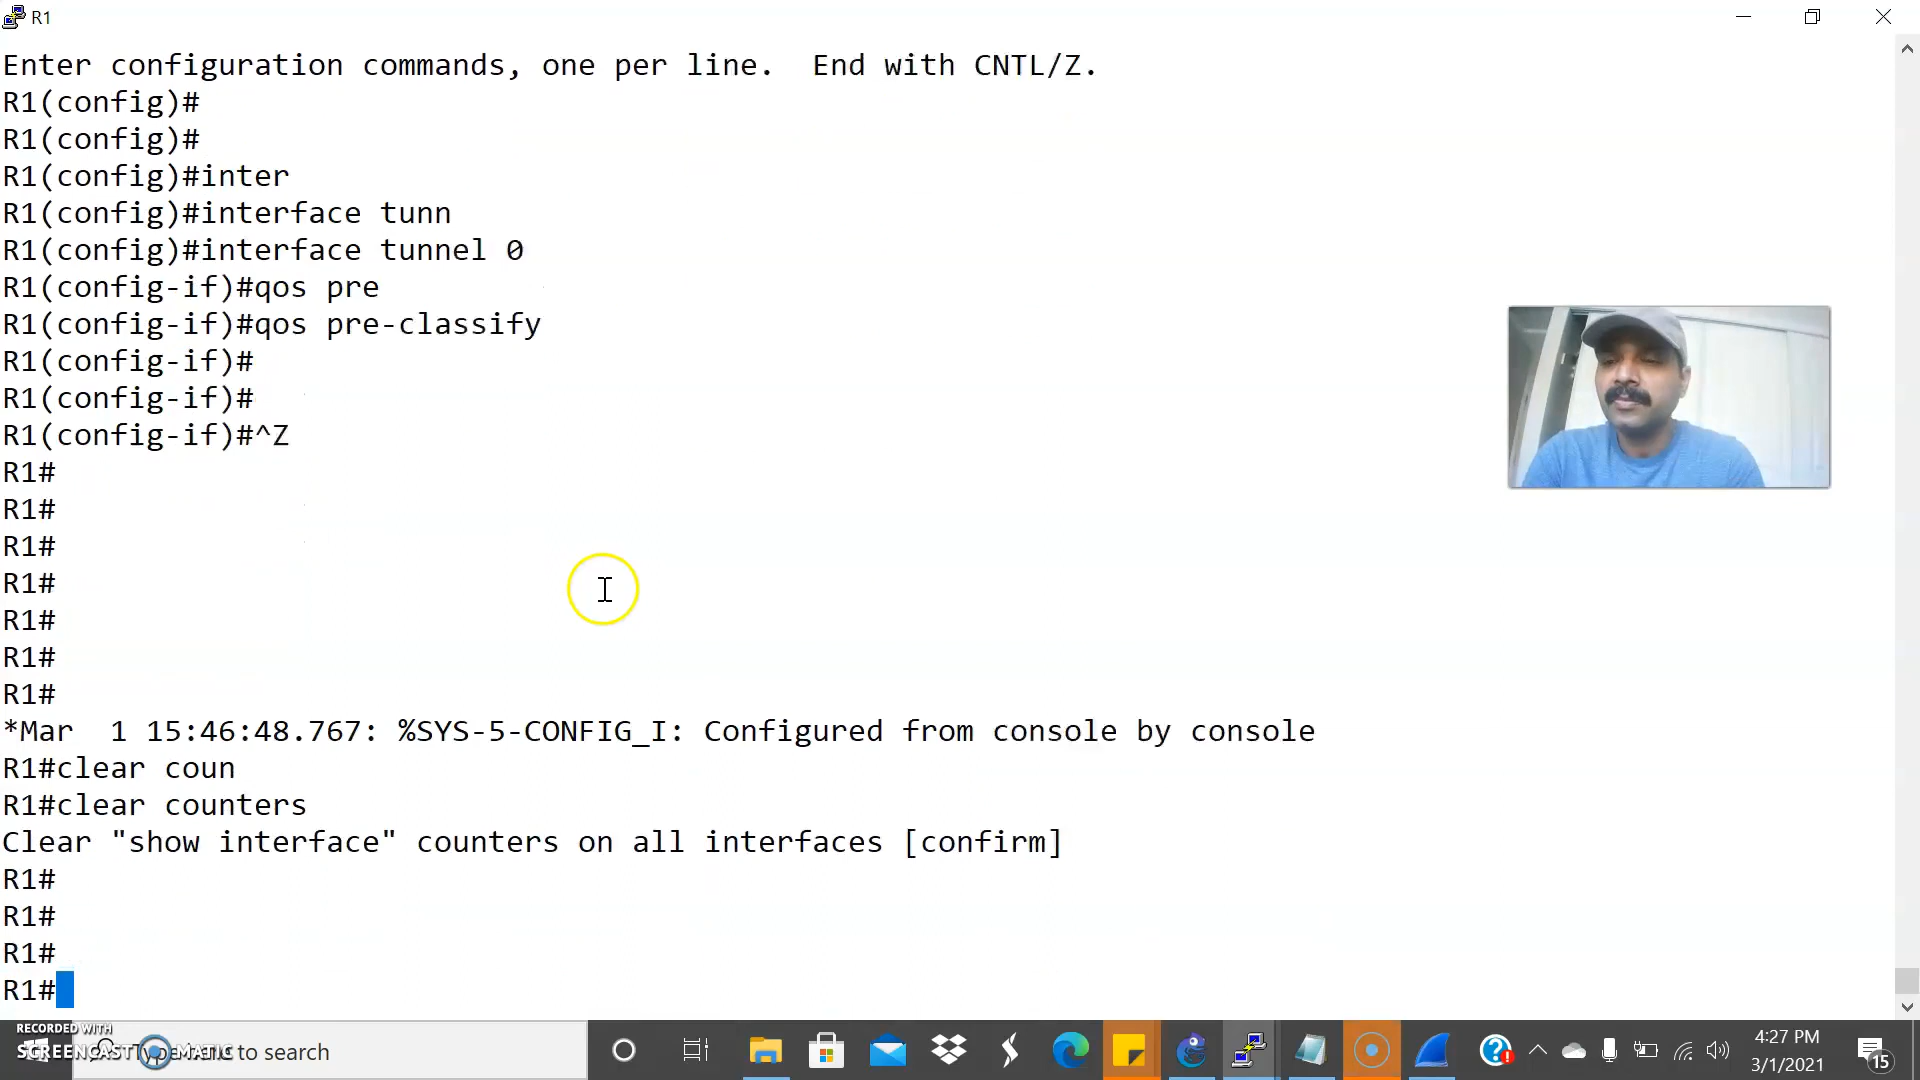 R1
Enter configuration commands, one per line.  End with CNTL/Z.
R1(config)#
R1(config)#
R1(config)#inter
R1(config)#interface tunn
R1(config)#interface tunnel 0
R1(config-if)#qos pre
R1(config-if)#qos pre-classify
R1(config-if)#
R1(config-if)#
R1(config-if)#^Z
R1#
R1#
R1#
R1#
R1#
R1#
R1#
*Mar  1 15:46:48.767: %SYS-5-CONFIG_I: Configured from console by console
R1#clear coun
R1#clear counters
Clear "show interface" counters on all interfaces [confirm]
R1#
R1#
R1#
R1#
RECORDED WITH
SCREENCAST MATIC
Type to search
4:27 PM
3/1/2021
15